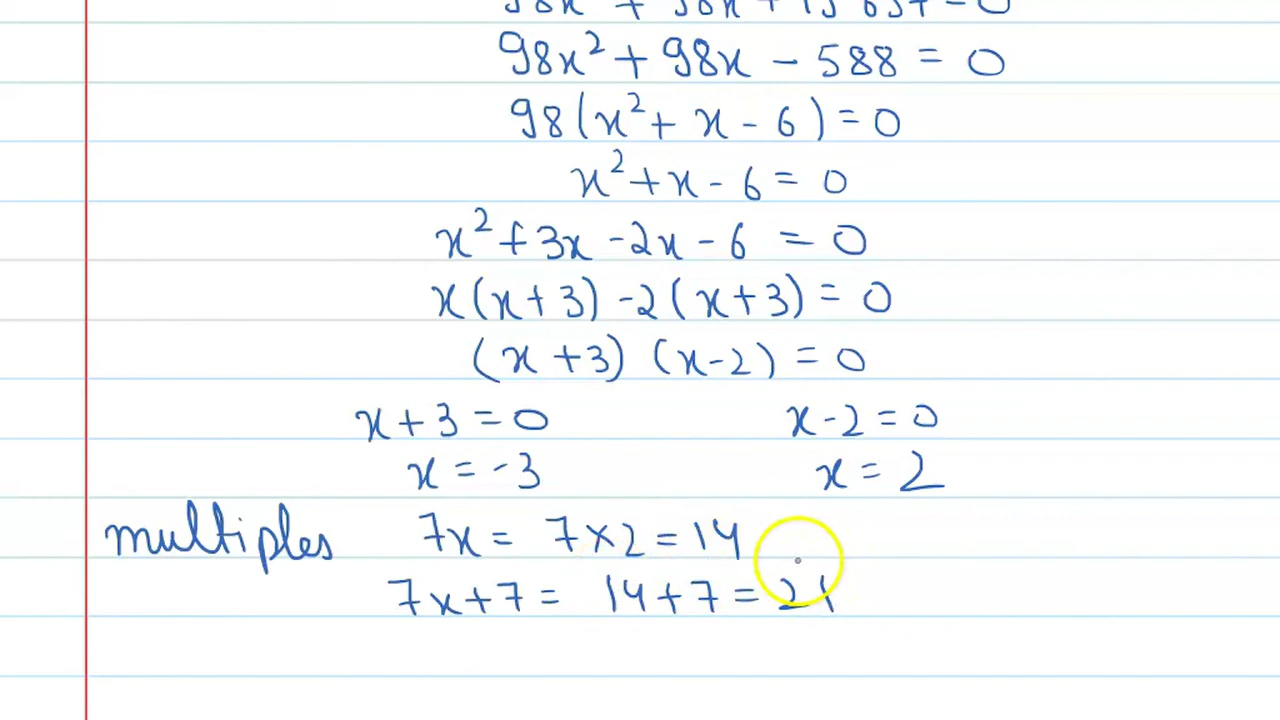 98x² + 98x - 588 = 0
98(x² + x - 6) = 0
x² + x - 6 = 0
x² + 3x - 2x - 6 = 0
x(x + 3) - 2(x + 3) = 0
(x + 3) (x - 2) = 0
x + 3 = 0 x - 2 = 0
x = -3 x = 2
multiples 7x = 7 × 2 = 14
7x + 7 = 14 + 7 = 21